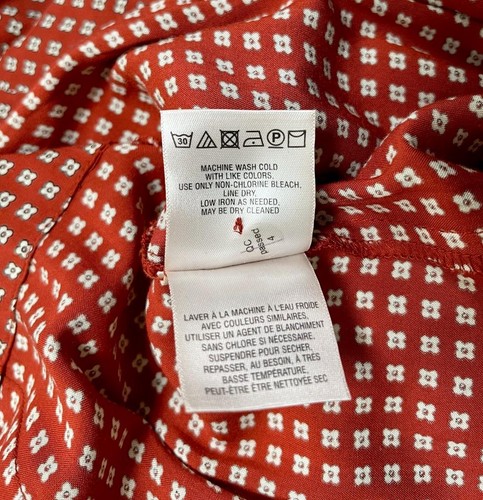 30
P
MACHINE WASH COLD
WITH LIKE COLORS,
USE ONLY NON-CHLORINE BLEACH,
LINE DRY.
LOW IRON AS NEEDED,
MAY BE DRY CLEANED
QC
passed
4
LAVER À LA MACHINE À L'EAU FROIDE
AVEC COULEURS SIMILAIRES,
UTILISER UN AGENT DE BLANCHIMENT
SANS CHLORE SI NÉCESSAIRE.
SUSPENDRE POUR SECHER,
REPASSER, AU BESOIN, À TRÈS
BASSE TEMPÉRATURE,
PEUT-ÊTRE ÊTRE NETTOYÉE SEC